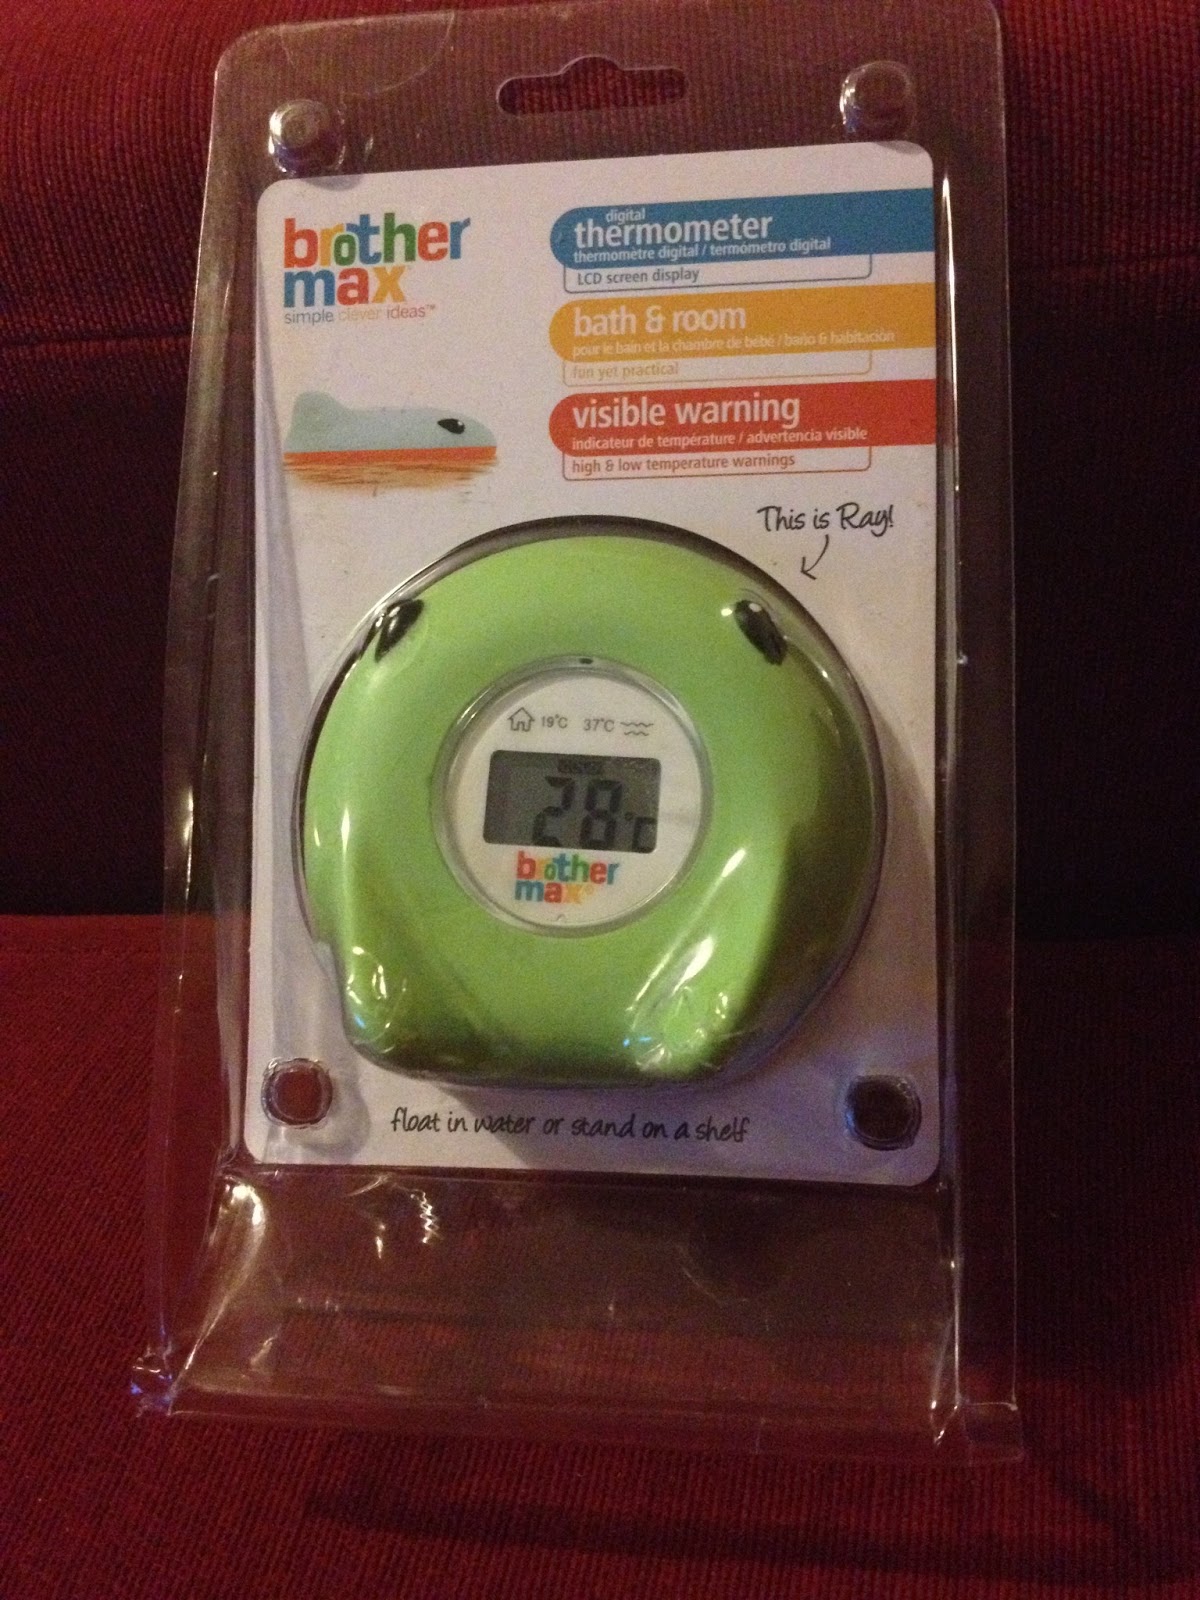 brother
max
simple clever ideas™
digital
thermometer
thermomètre digital / termómetro digital
LCD screen display
bath & room
pour le bain et la chambre de bebé / baño & habitación
fun yet practical
visible warning
indicateur de température / advertencia visible
high & low temperature warnings
This is Ray!
19°C 37°C
28°C
brother
max®
float in water or stand on a shelf